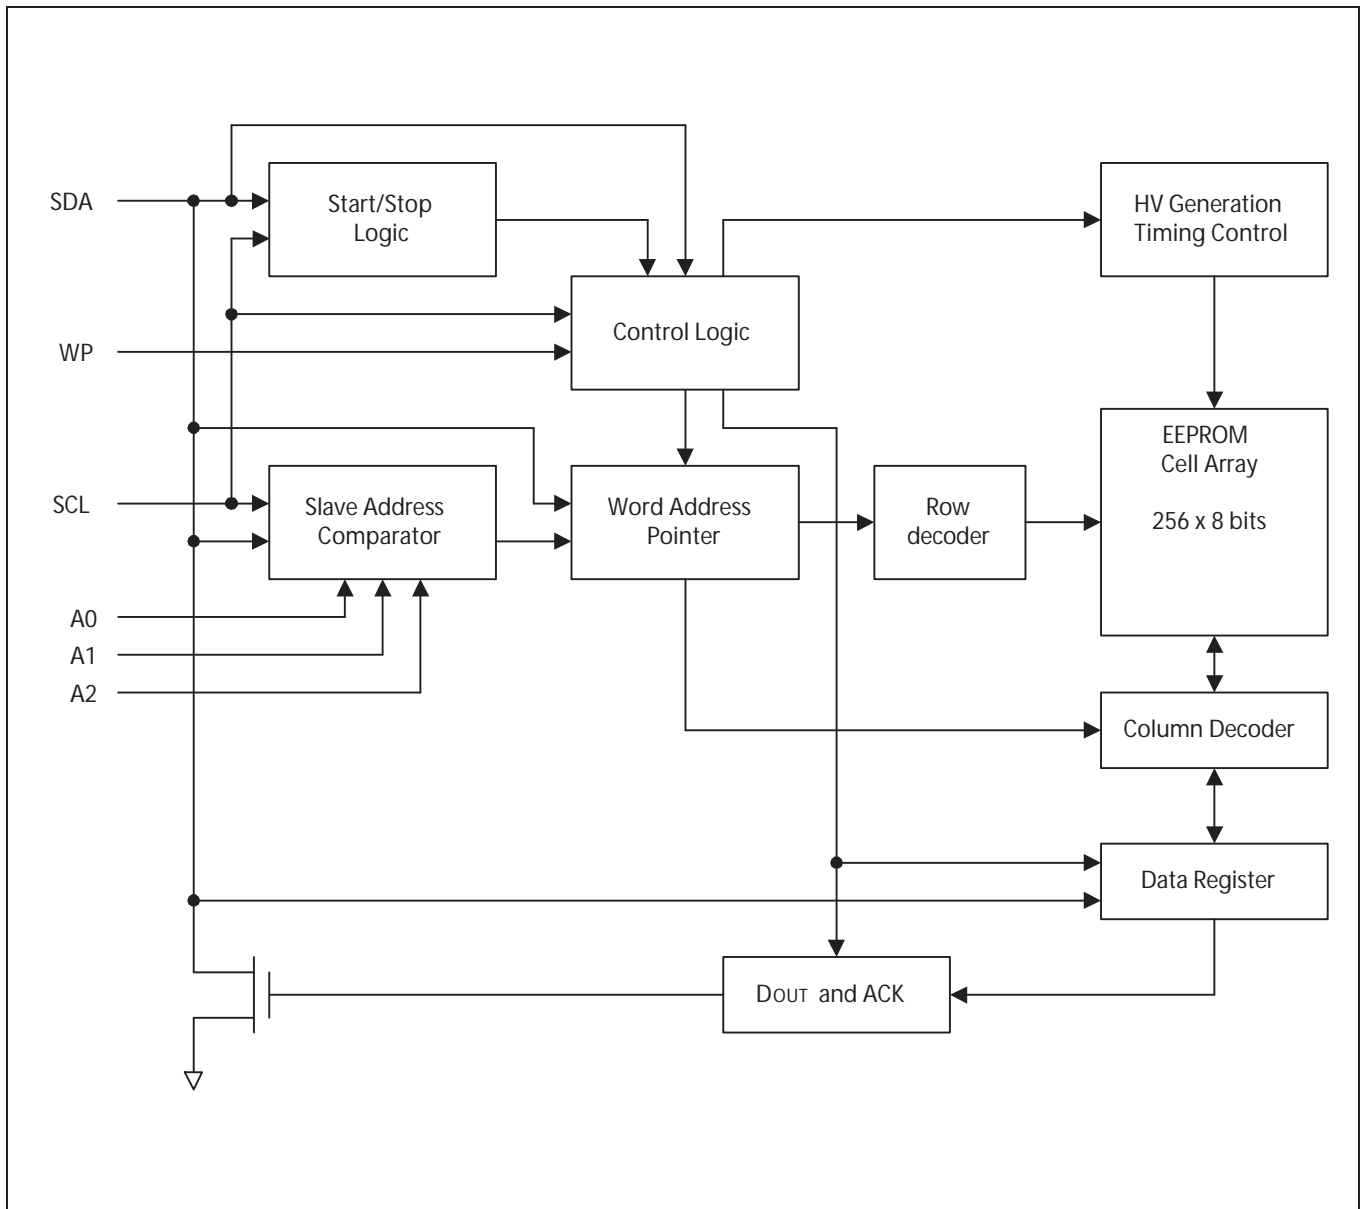 SDA
Start/Stop
Logic
HV Generation
Timing Control
Control Logic
WP
EEPROM
Cell Array
256 x 8 bits
SCL
Slave Address
Comparator
Word Address
Pointer
Row
decoder
A0
A1
A2
Column Decoder
Data Register
DOUT and ACK